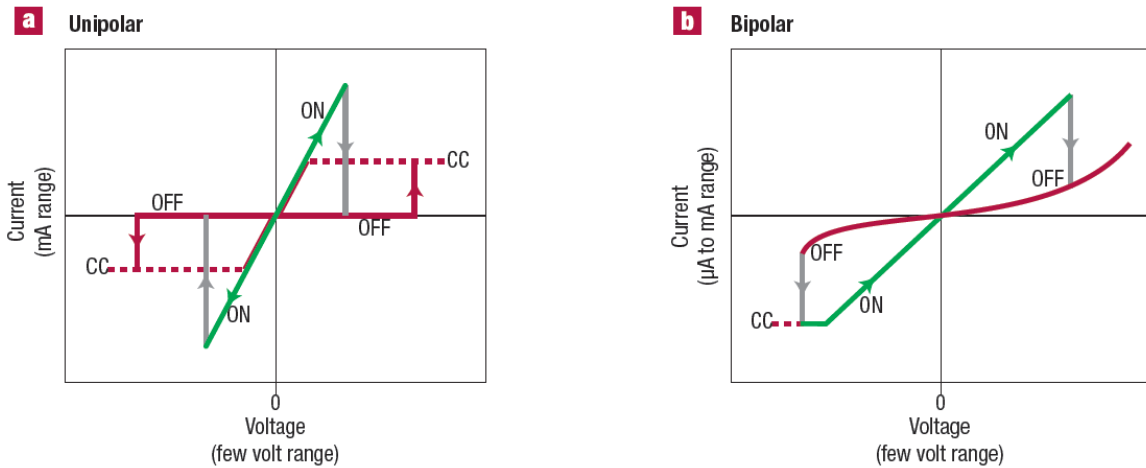 a Unipolar
ON
CC
OFF
OFF
CC
ON
0
Current
(mA range)
Voltage
(few volt range)
b Bipolar
ON
OFF
OFF
ON
CC
0
Current
(μA to mA range)
Voltage
(few volt range)